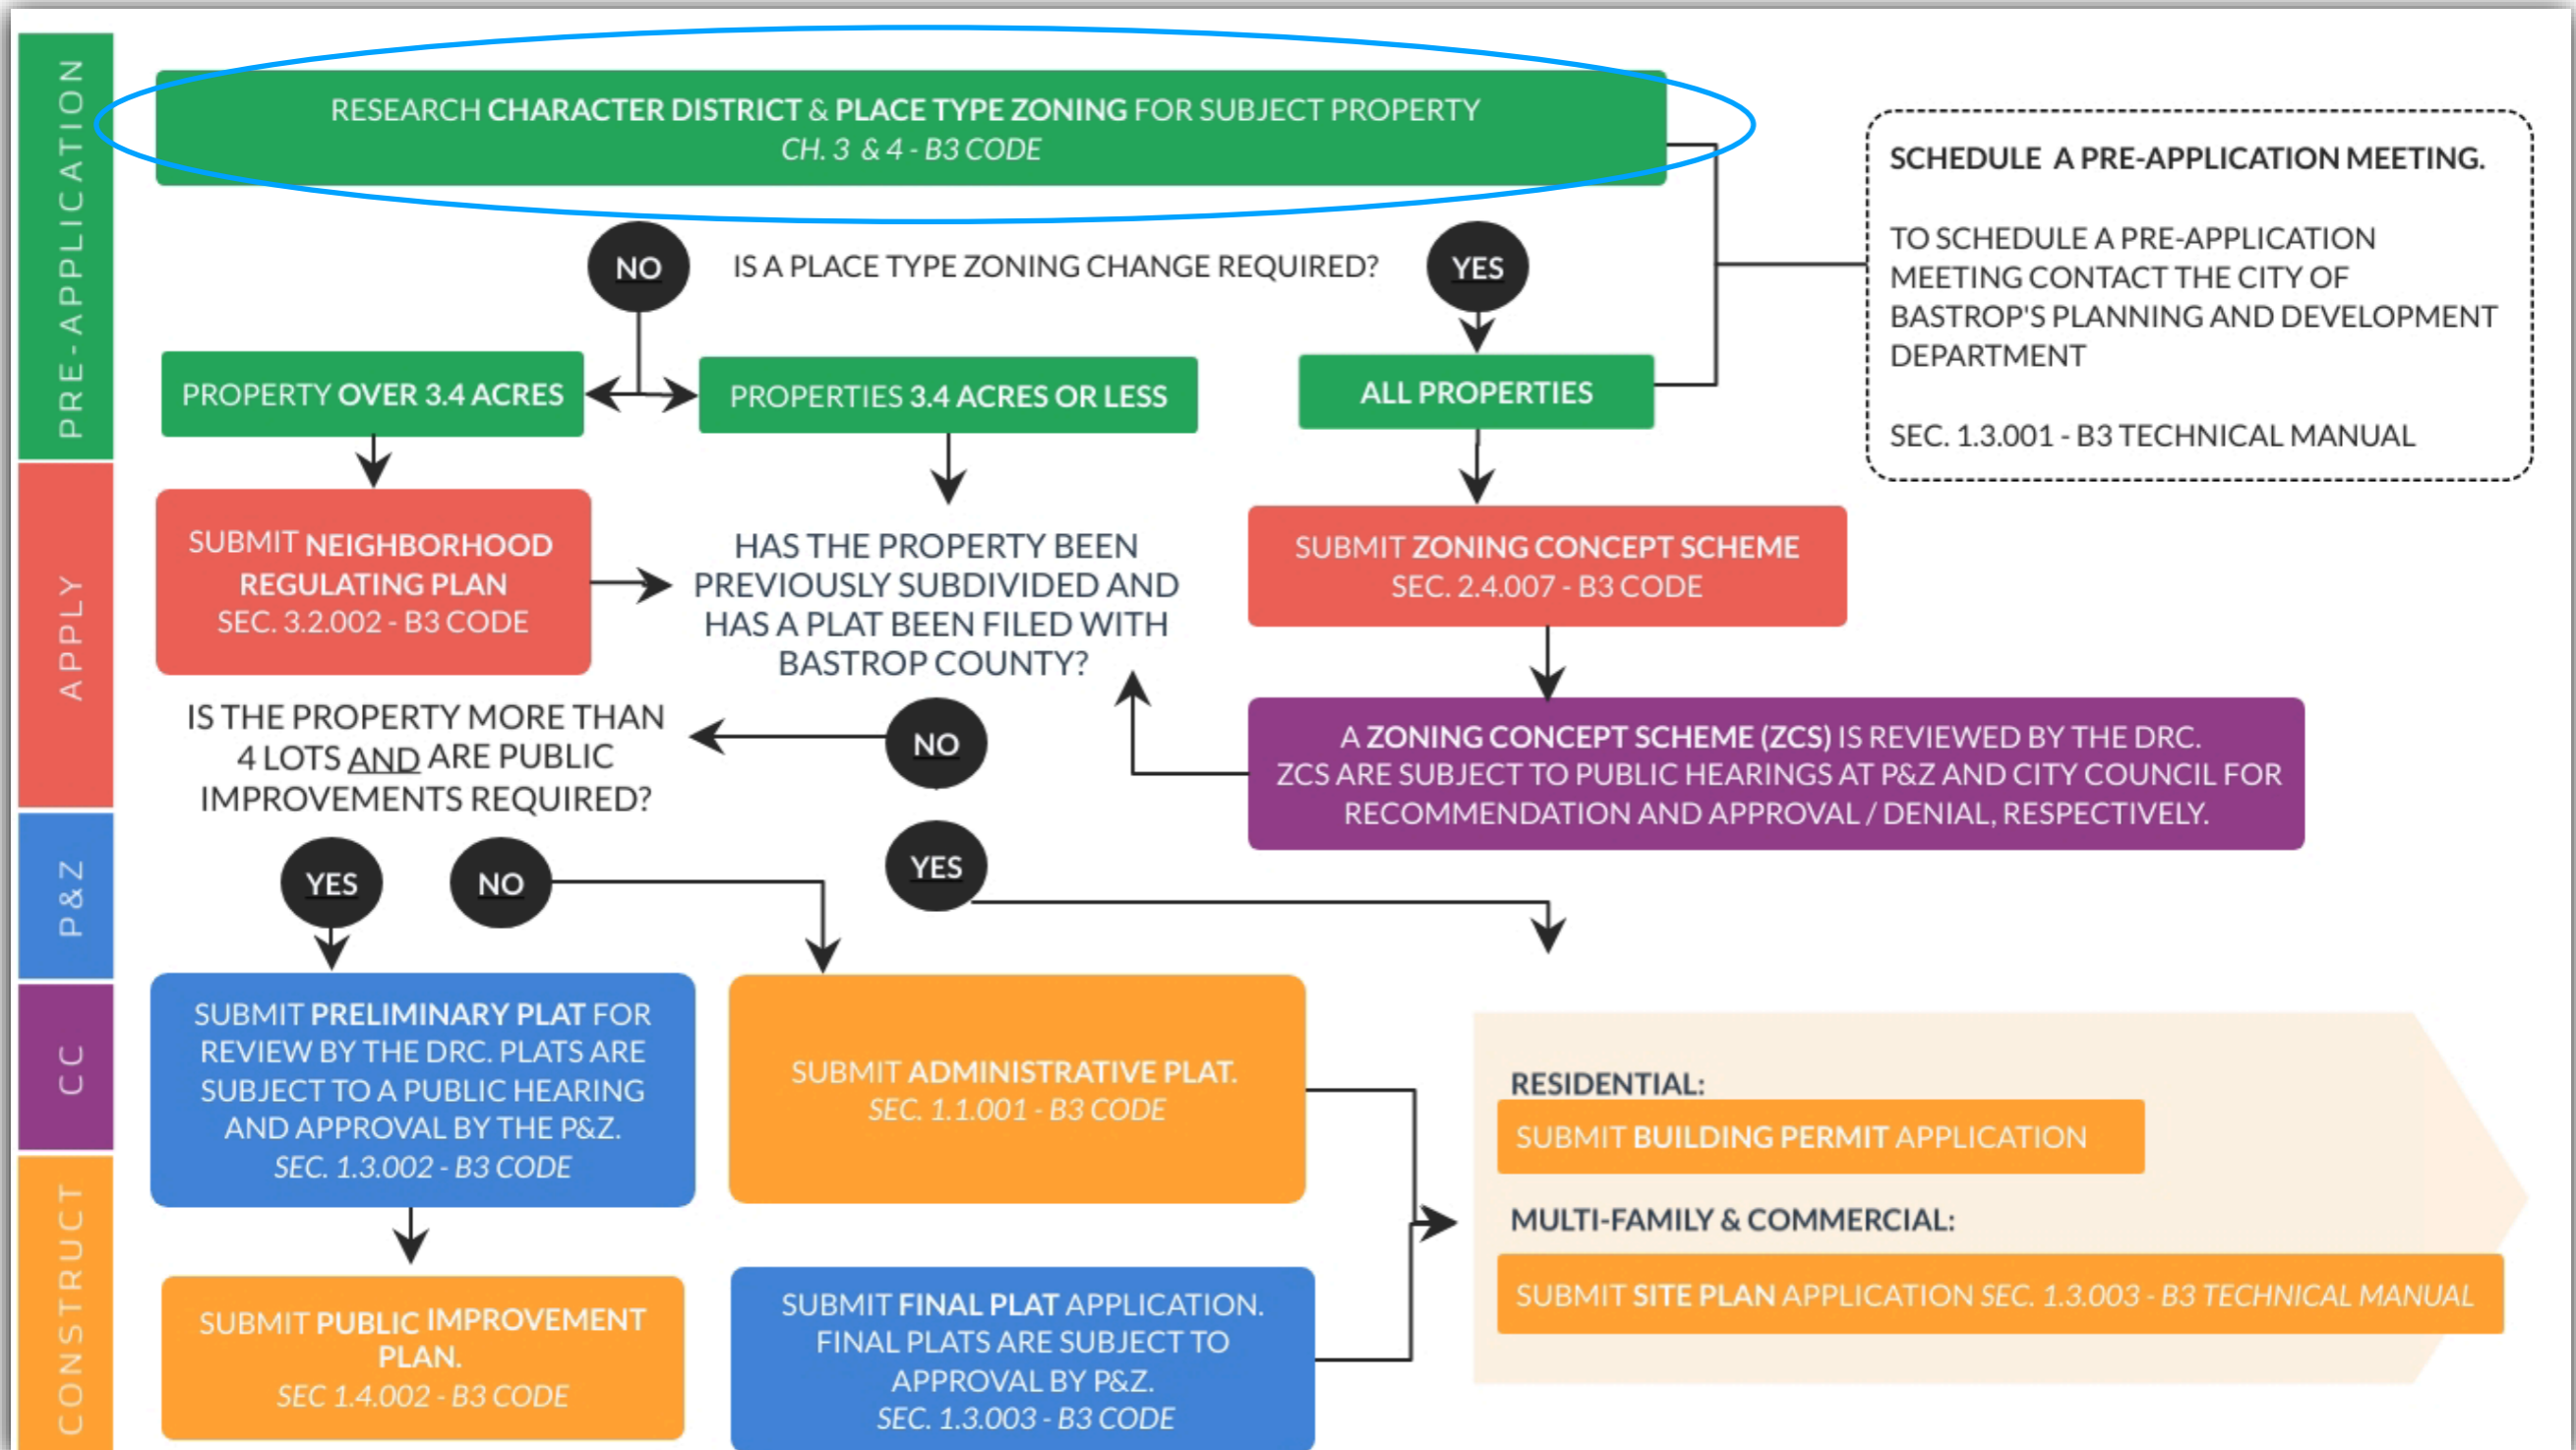 PRE-APPLICATION
APPLY
P&Z
CC
CONSTRUCT
RESEARCH CHARACTER DISTRICT & PLACE TYPE ZONING FOR SUBJECT PROPERTY
CH. 3 & 4 - B3 CODE
SCHEDULE A PRE-APPLICATION MEETING.
TO SCHEDULE A PRE-APPLICATION
MEETING CONTACT THE CITY OF
BASTROP'S PLANNING AND DEVELOPMENT
DEPARTMENT
SEC. 1.3.001 - B3 TECHNICAL MANUAL
NO
IS A PLACE TYPE ZONING CHANGE REQUIRED?
YES
PROPERTY OVER 3.4 ACRES
PROPERTIES 3.4 ACRES OR LESS
ALL PROPERTIES
SUBMIT NEIGHBORHOOD
REGULATING PLAN
SEC. 3.2.002 - B3 CODE
HAS THE PROPERTY BEEN
PREVIOUSLY SUBDIVIDED AND
HAS A PLAT BEEN FILED WITH
BASTROP COUNTY?
SUBMIT ZONING CONCEPT SCHEME
SEC. 2.4.007 - B3 CODE
IS THE PROPERTY MORE THAN
4 LOTS AND ARE PUBLIC
IMPROVEMENTS REQUIRED?
NO
A ZONING CONCEPT SCHEME (ZCS) IS REVIEWED BY THE DRC.
ZCS ARE SUBJECT TO PUBLIC HEARINGS AT P&Z AND CITY COUNCIL FOR
RECOMMENDATION AND APPROVAL / DENIAL, RESPECTIVELY.
YES
NO
YES
SUBMIT PRELIMINARY PLAT FOR
REVIEW BY THE DRC. PLATS ARE
SUBJECT TO A PUBLIC HEARING
AND APPROVAL BY THE P&Z.
SEC. 1.3.002 - B3 CODE
SUBMIT ADMINISTRATIVE PLAT.
SEC. 1.1.001 - B3 CODE
RESIDENTIAL:
SUBMIT BUILDING PERMIT APPLICATION
MULTI-FAMILY & COMMERCIAL:
SUBMIT SITE PLAN APPLICATION SEC. 1.3.003 - B3 TECHNICAL MANUAL
SUBMIT PUBLIC IMPROVEMENT
PLAN.
SEC 1.4.002 - B3 CODE
SUBMIT FINAL PLAT APPLICATION.
FINAL PLATS ARE SUBJECT TO
APPROVAL BY P&Z.
SEC. 1.3.003 - B3 CODE